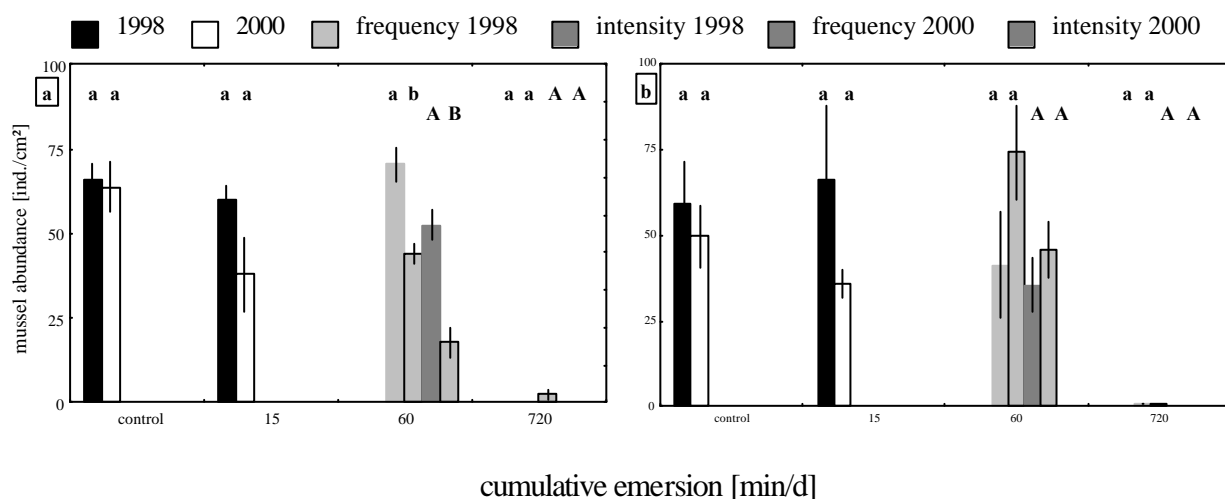 1998 2000 frequency 1998 intensity 1998 frequency 2000 intensity 2000
mussel abundance [ind./cm²]
100
75
50
25
0
a
a a a a a b a a A A
A B
control 15 60 720
100
75
50
25
0
b
a a a a a a a a
A A A A
control 15 60 720
cumulative emersion [min/d]